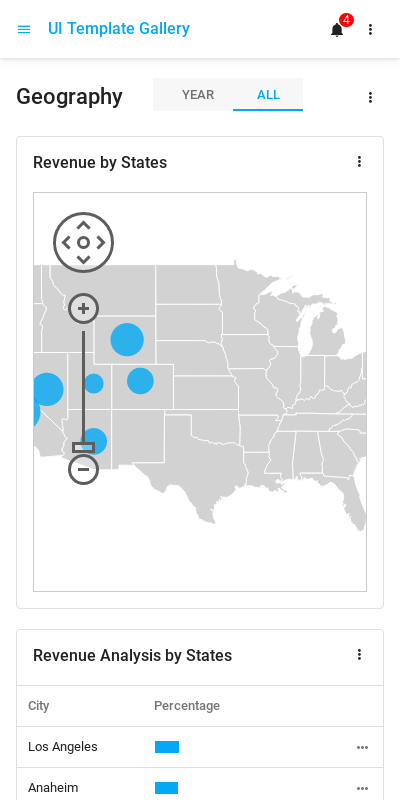 UI Template Gallery
4
Geography
YEAR
ALL
Revenue by States
Revenue Analysis by States
City
Percentage
Los Angeles
Anaheim